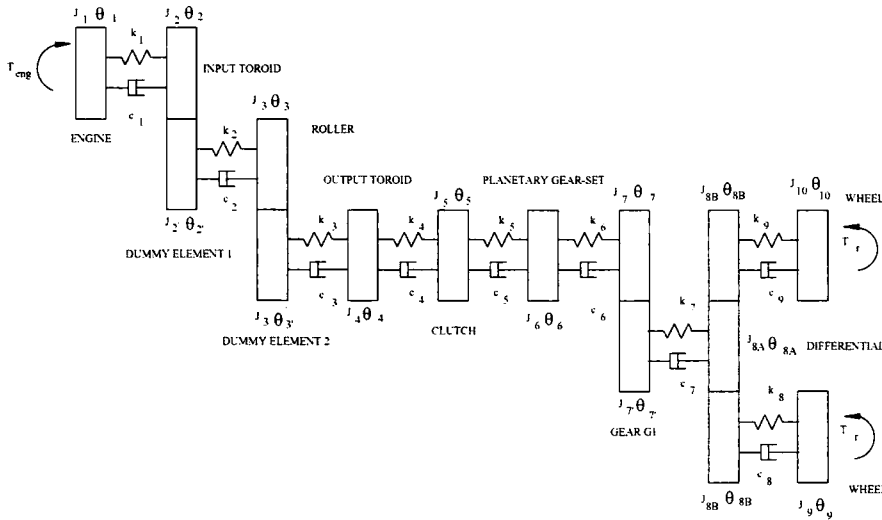 J1 θ1
J2 θ2
k1
T eng
INPUT TOROID
c1
ENGINE
J3 θ3
k2
ROLLER
c2
J2' θ2'
DUMMY ELEMENT 1
OUTPUT TOROID
PLANETARY GEAR-SET
J5 θ5
J7 θ7
J8B θ8B
J10 θ10
WHEEL
k3
k4
k5
k6
k9
Tr
c3
c4
c5
c6
c9
J3 θ3'
J4 θ4
CLUTCH
J6 θ6
k7
DUMMY ELEMENT 2
J8A θ8A
DIFFERENTIAL
c7
k8
J7' θ7'
GEAR G1
Tr
c8
J8B θ8B
J9 θ9
WHEEL